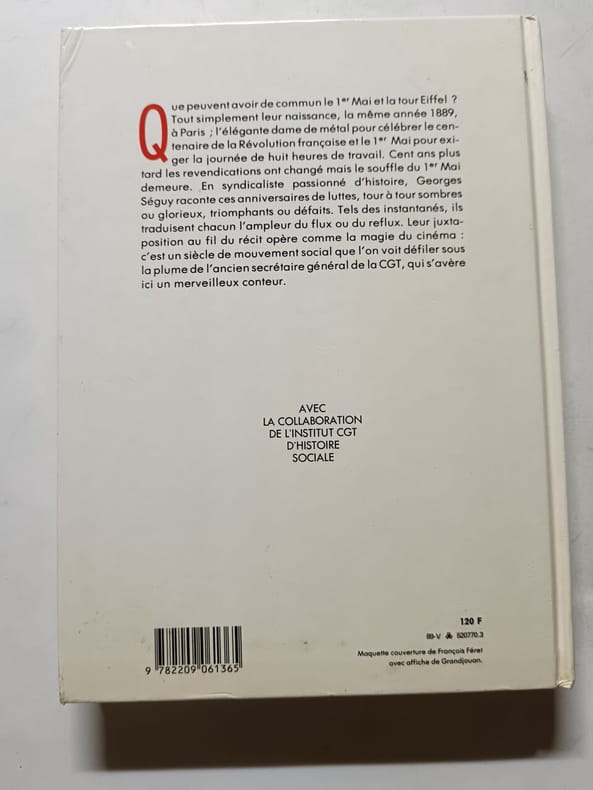 Que peuvent avoir de commun le 1er Mai et la tour Eiffel ?
Tout simplement leur naissance, la même année 1889,
à Paris ; l'élégante dame de métal pour célébrer le cen-
tenaire de la Révolution française et le 1er Mai pour exi-
ger la journée de huit heures de travail. Cent ans plus
tard les revendications ont changé mais le souffle du 1er Mai
demeure. En syndicaliste passionné d'histoire, Georges
Séguy raconte ces anniversaires de luttes, tour à tour sombres
ou glorieux, triomphants ou défaits. Tels des instantanés, ils
traduisent chacun l'ampleur du flux ou du reflux. Leur juxta-
position au fil du récit opère comme la magie du cinéma :
c'est un siècle de mouvement social que l'on voit défiler sous
la plume de l'ancien secrétaire général de la CGT, qui s'avère
ici un merveilleux conteur.
AVEC
LA COLLABORATION
DE L'INSTITUT CGT
D'HISTOIRE
SOCIALE
120 F
89-V 520770.3
Maquette couverture de François Féret
avec affiche de Grandjouan.
9 782209 061365